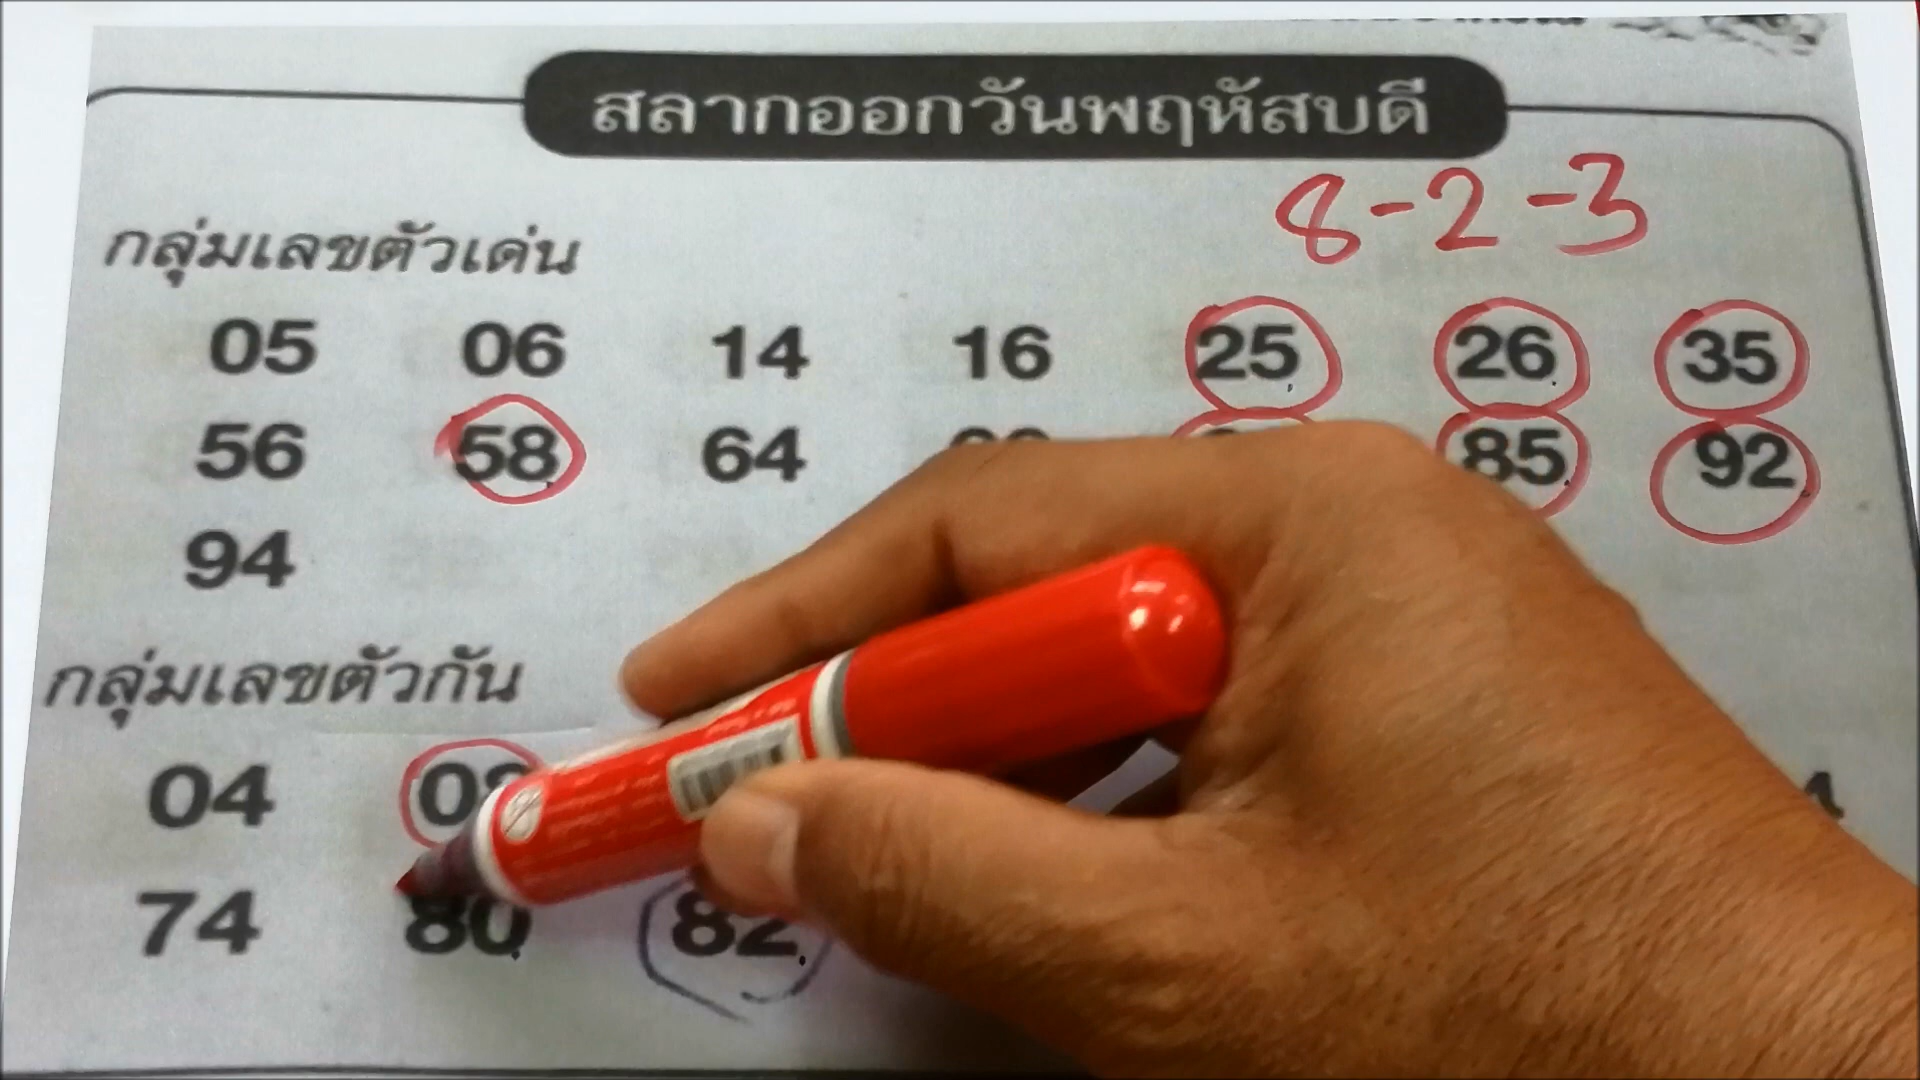 สลากออกวันพฤหัสบดี
8-2-3
กลุ่มเลขตัวเด่น
05 06 14 16 25 26 35
56 58 64 85 92
94
กลุ่มเลขตัวกัน
04
74 80 82